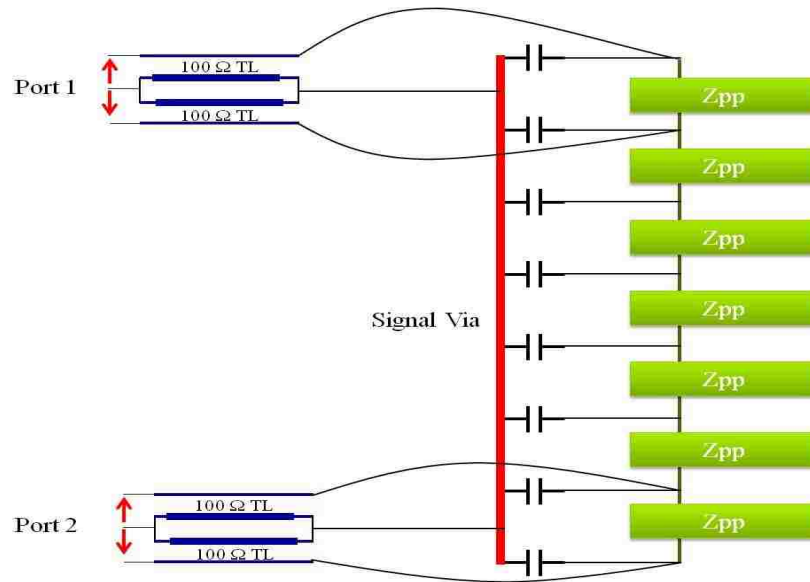 100 Ω TL
Port 1
100 Ω TL
Zpp
Zpp
Zpp
Zpp
Signal Via
Zpp
Zpp
Zpp
100 Ω TL
Port 2
100 Ω TL